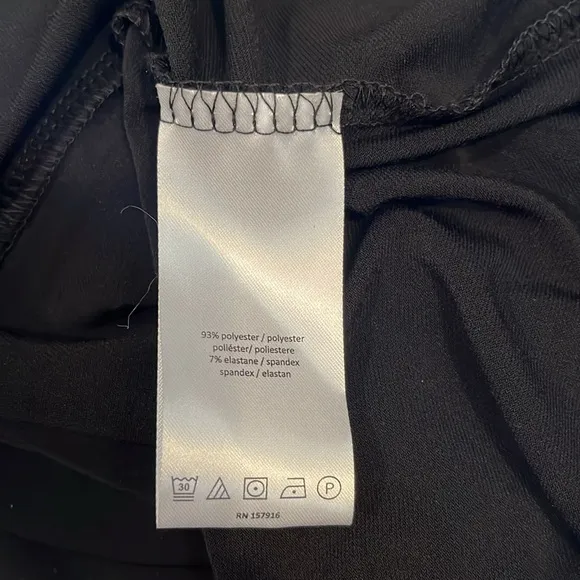 93% polyester / polyester
poliéster/ poliestere
7% elastane / spandex
spandex / elastan
30 P
RN 157916